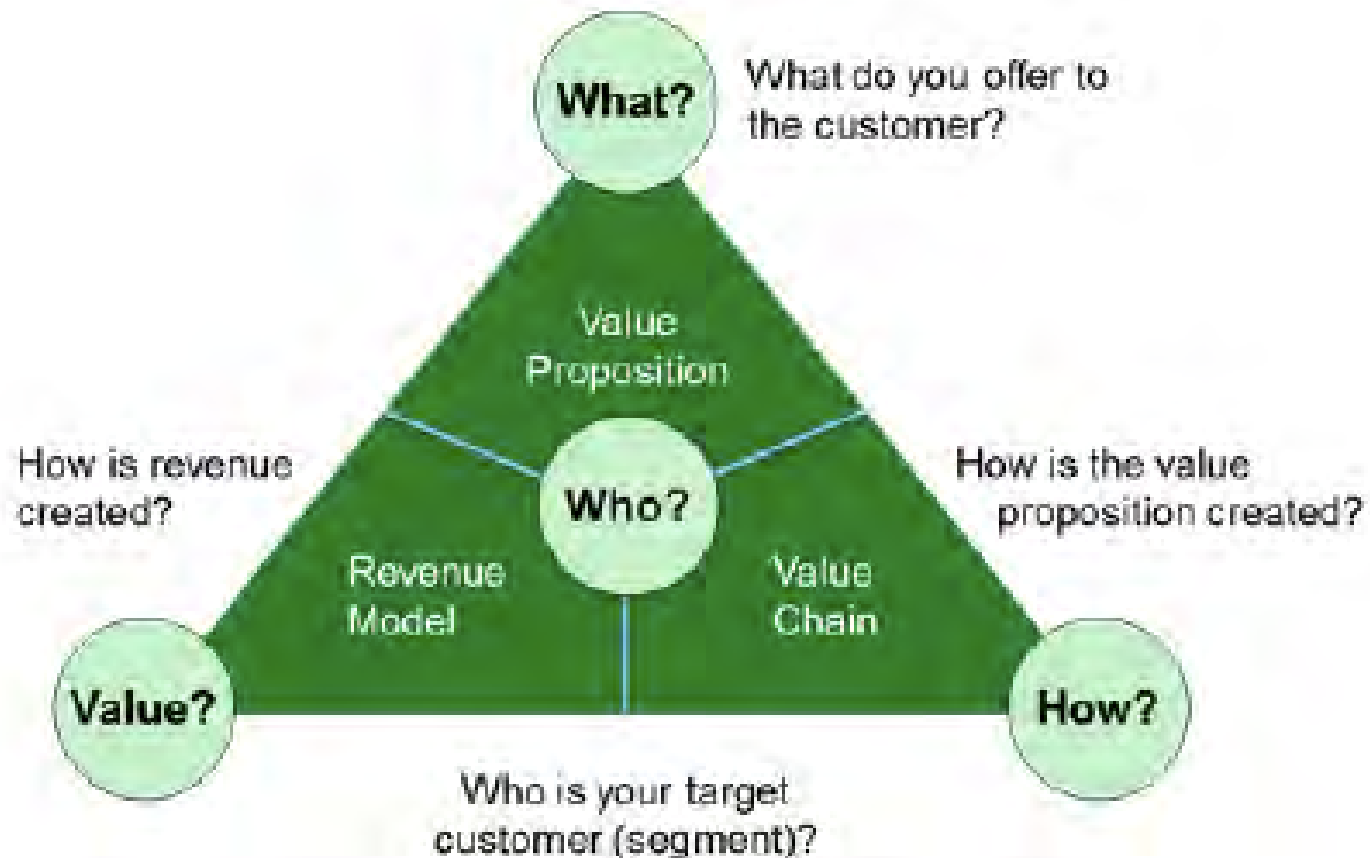 What?
What do you offer to
the customer?
Value
Proposition
How is revenue
created?
Who?
How is the value
proposition created?
Revenue
Model
Value
Chain
Value?
How?
Who is your target
customer (segment)?